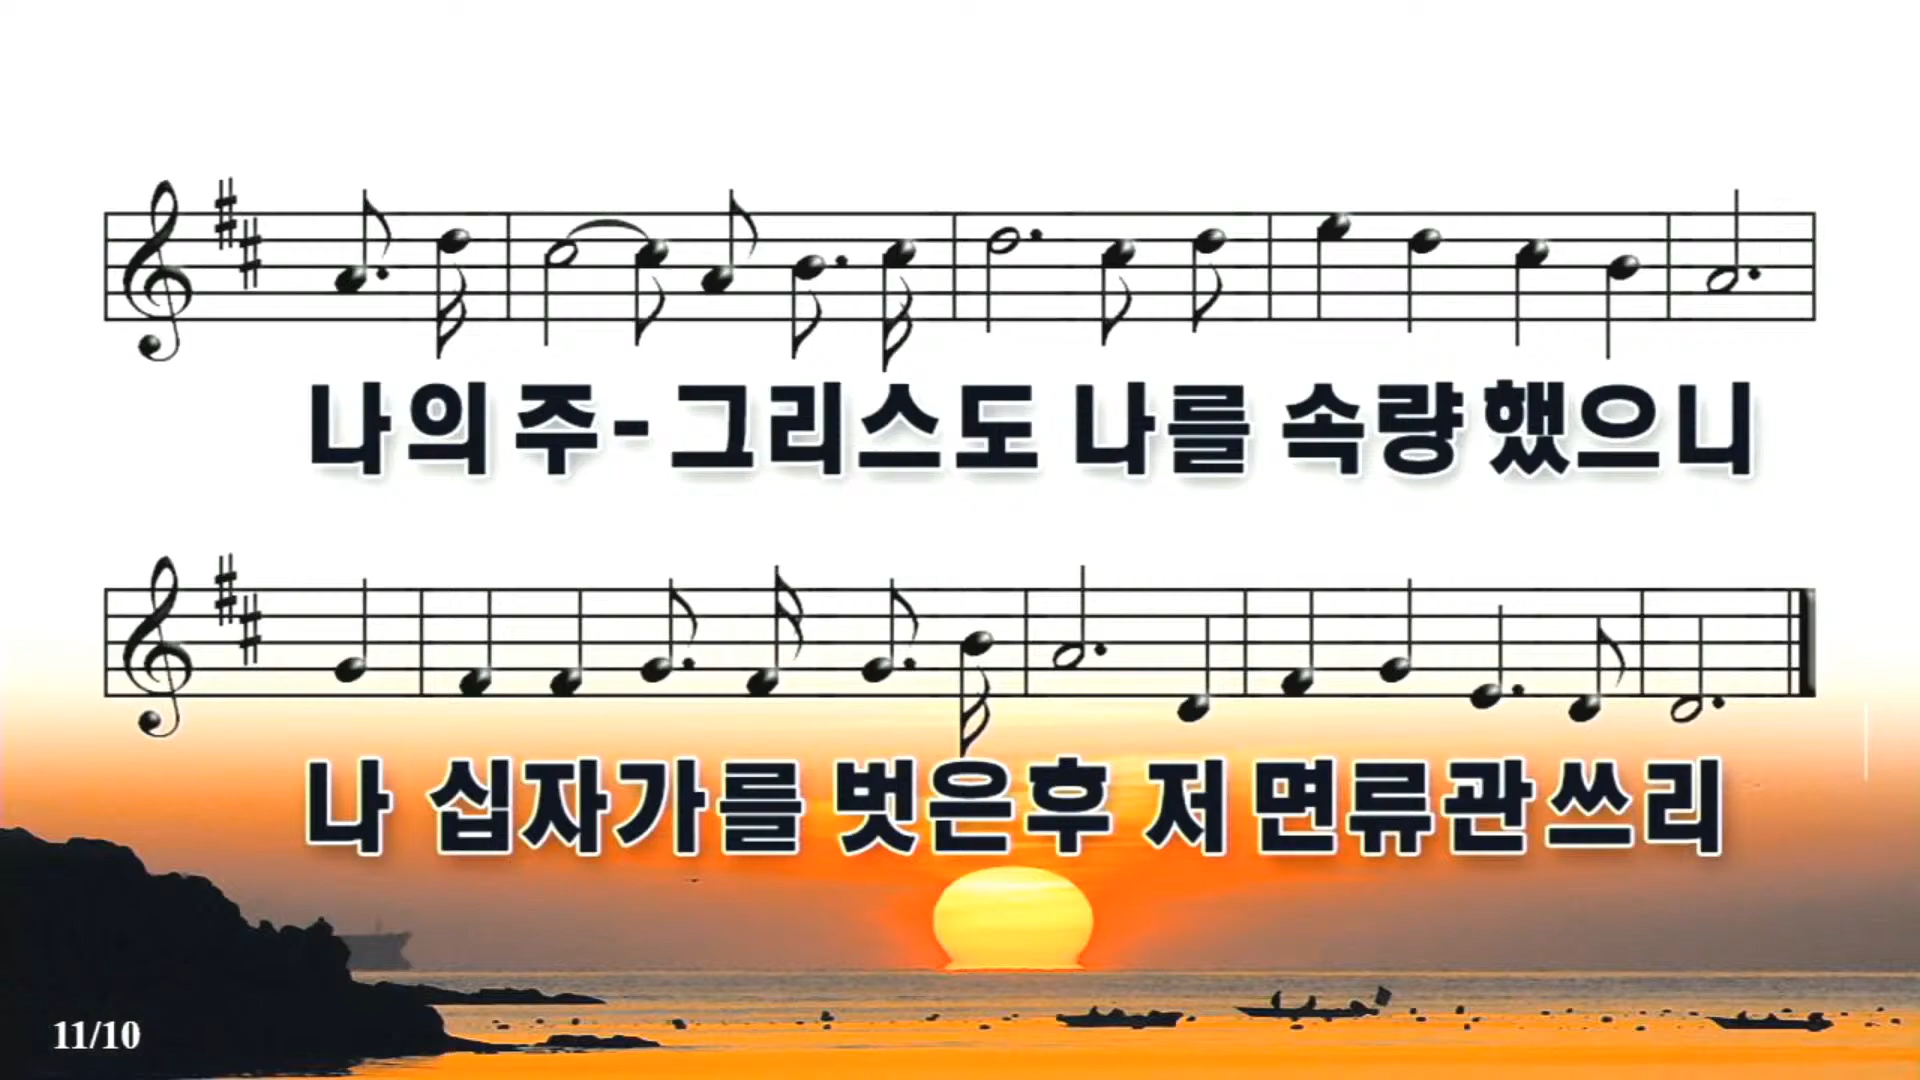 나의 주- 그리스도 나를 속량했으니
나 십자가를 벗은후 저 면류관쓰리
11/10